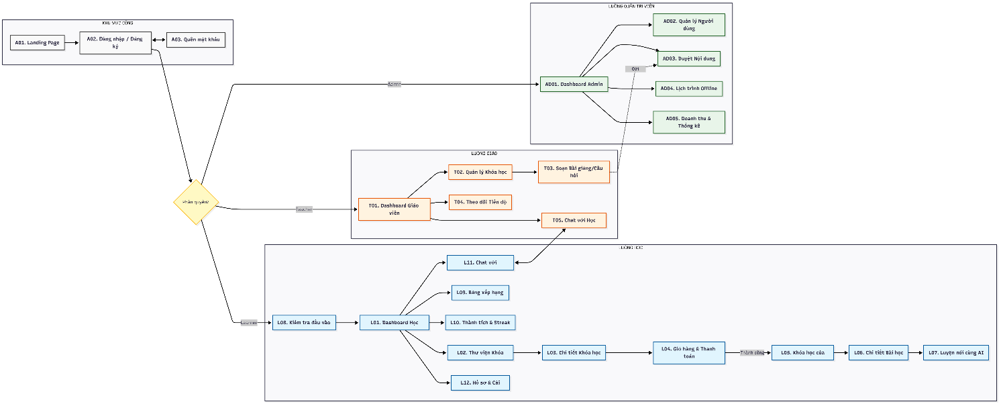 KHU VỰC CÔNG
A01. Landing Page
A02. Đăng nhập / Đăng
ký
A03. Quên mật khẩu
Phân quyền?
Admin
Teacher
Learner
LUỒNG QUẢN TRỊ VIÊN
AD01. Dashboard Admin
AD02. Quản lý Người
dùng
AD03. Duyệt Nội dung
AD04. Lịch trình Offline
AD05. Doanh thu &
Thống kê
Gửi
LUỒNG GIÁO
T01. Dashboard Giáo
viên
T02. Quản lý Khóa học
T03. Soạn Bài giảng/Câu
hỏi
T04. Theo dõi Tiến độ
T05. Chat với Học
LUỒNG HỌC
L08. Kiểm tra đầu vào
L01. Dashboard Học
L11. Chat với
L09. Bảng xếp hạng
L10. Thành tích & Streak
L02. Thư viện Khóa
L03. Chi tiết Khóa học
L04. Giỏ hàng & Thanh
toán
Thành công
L05. Khóa học của
L06. Chi tiết Bài học
L07. Luyện nói cùng AI
L12. Hồ sơ & Cài